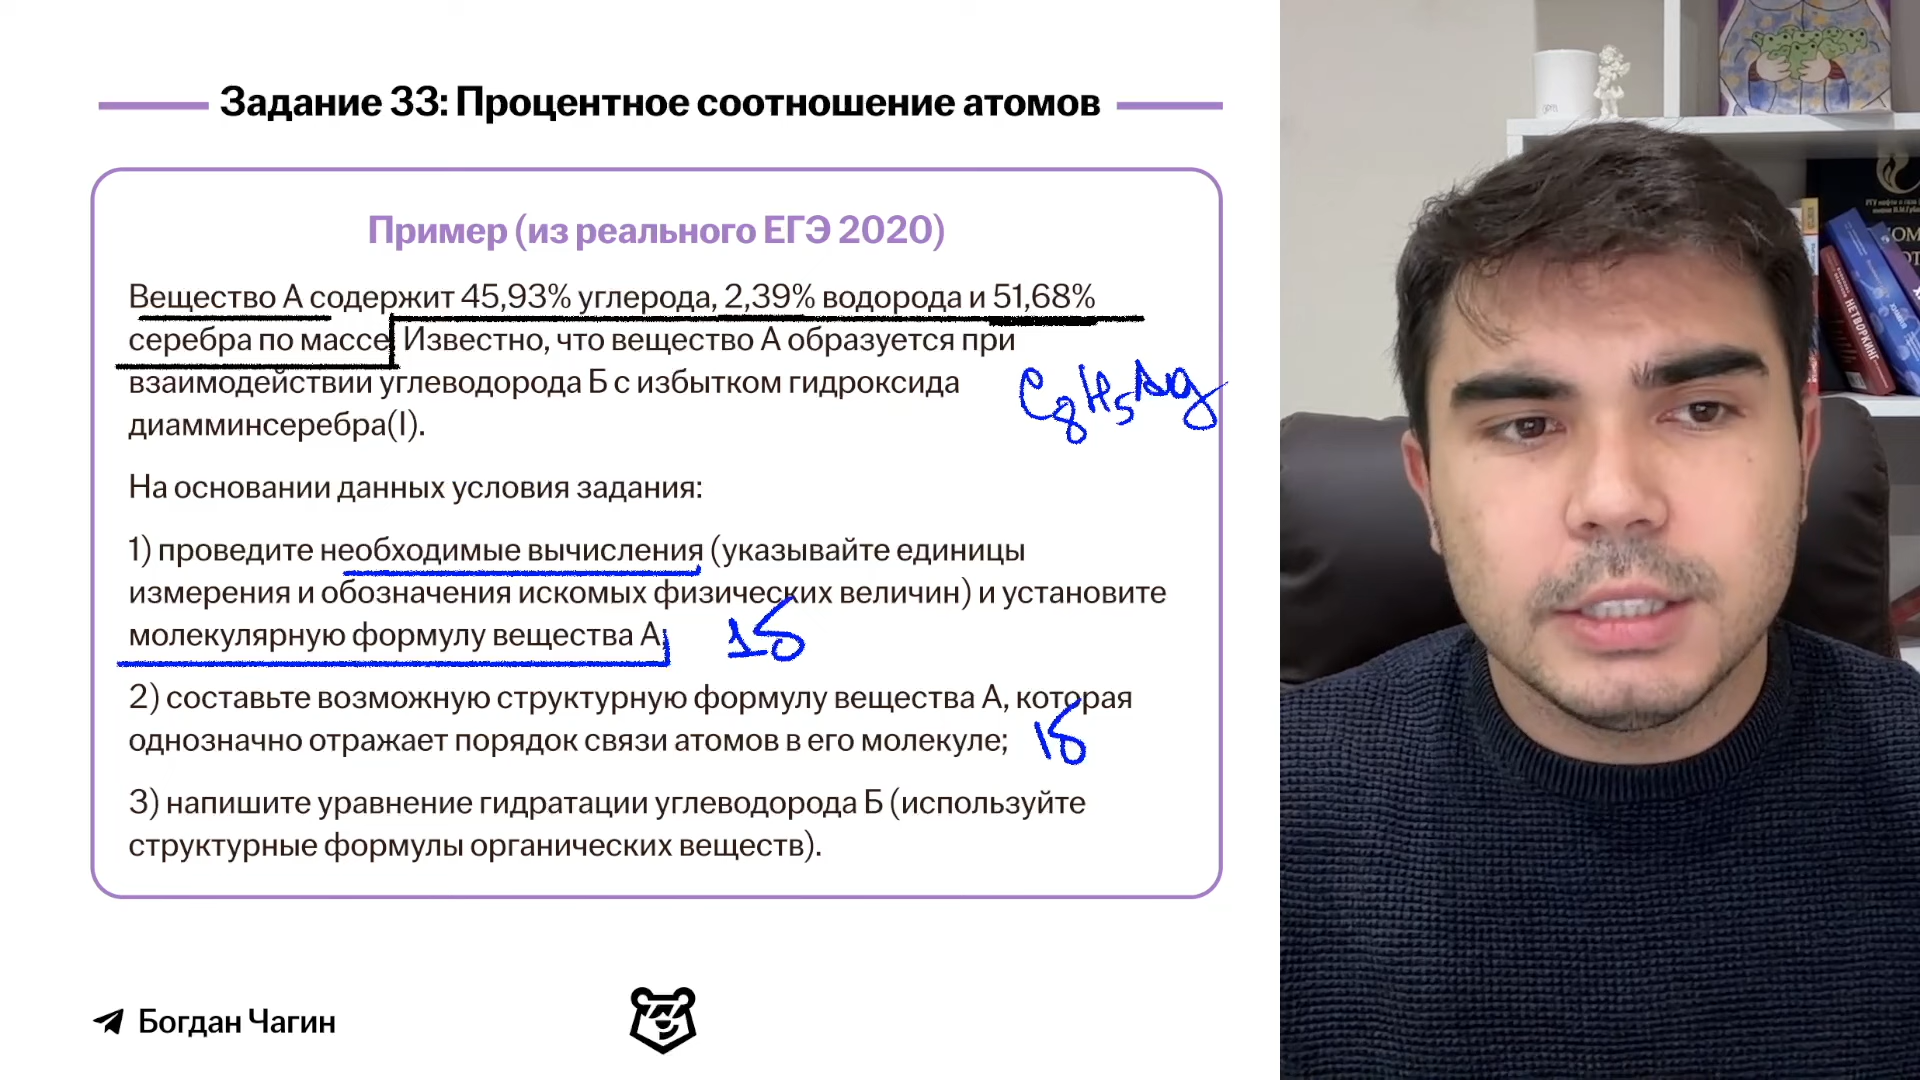 Задание 33: Процентное соотношение атомов
Пример (из реального ЕГЭ 2020)
Вещество А содержит 45,93% углерода, 2,39% водорода и 51,68%
серебра по массе. Известно, что вещество А образуется при
взаимодействии углеводорода Б с избытком гидроксида
диамминсеребра(I).
C8H5Ag
На основании данных условия задания:
1) проведите необходимые вычисления (указывайте единицы
измерения и обозначения искомых физических величин) и установите
молекулярную формулу вещества А;
1б
2) составьте возможную структурную формулу вещества А, которая
однозначно отражает порядок связи атомов в его молекуле;
1б
3) напишите уравнение гидратации углеводорода Б (используйте
структурные формулы органических веществ).
Богдан Чагин
НЕТВОРКИНГ